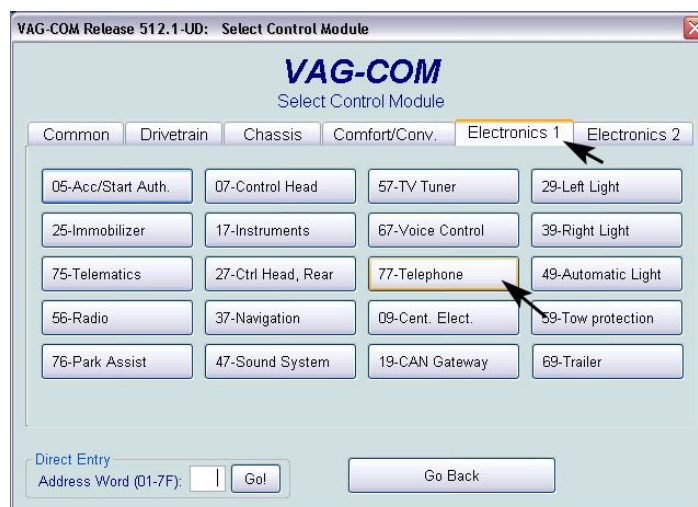 VAG-COM Release 512.1-UD: Select Control Module
VAG-COM
Select Control Module
Common Drivetrain Chassis Comfort/Conv. Electronics 1 Electronics 2
05-Acc/Start Auth. 07-Control Head 57-TV Tuner 29-Left Light
25-Immobilizer 17-Instruments 67-Voice Control 39-Right Light
75-Telematics 27-Ctrl Head, Rear 77-Telephone 49-Automatic Light
56-Radio 37-Navigation 09-Cent. Elect. 59-Tow protection
76-Park Assist 47-Sound System 19-CAN Gateway 69-Trailer
Direct Entry
Address Word (01-7F): Go! Go Back